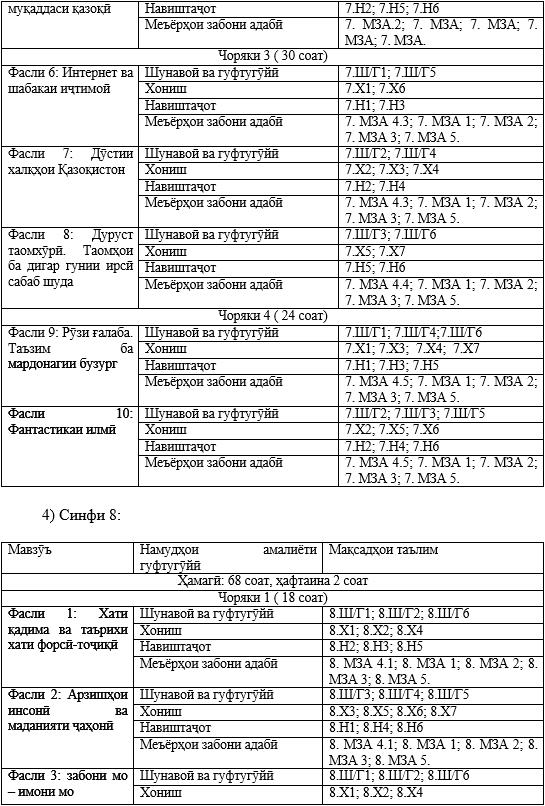 муқаддаси қазоқӣ
Навиштаҷот
7.Н2; 7.Н5; 7.Н6
Меъёрҳои забони адабӣ
7. МЗА.2; 7. МЗА; 7. МЗА; 7. МЗА; 7. МЗА.
Чоряки 3 ( 30 соат)
Фасли 6: Интернет ва шабакаи иҷтимоӣ
Шунавоӣ ва гуфтугӯйӣ
7.Ш/Г1; 7.Ш/Г5
Хониш
7.Х1; 7.Х6
Навиштаҷот
7.Н1; 7.Н3
Меъёрҳои забони адабӣ
7. МЗА 4.3; 7. МЗА 1; 7. МЗА 2;
7. МЗА 3; 7. МЗА 5.
Фасли 7: Дӯстии халқҳои Қазоқистон
Шунавоӣ ва гуфтугӯйӣ
7.Ш/Г2; 7.Ш/Г4
Хониш
7.Х2; 7.Х3; 7.Х4
Навиштаҷот
7.Н2; 7.Н4
Меъёрҳои забони адабӣ
7. МЗА 4.3; 7. МЗА 1; 7. МЗА 2;
7. МЗА 3; 7. МЗА 5.
Фасли 8: Дуруст таомхӯрӣ. Таомҳои ба дигар гунии ирсӣ сабаб шуда
Шунавоӣ ва гуфтугӯйӣ
7.Ш/Г3; 7.Ш/Г6
Хониш
7.Х5; 7.Х7
Навиштаҷот
7.Н5; 7.Н6
Меъёрҳои забони адабӣ
7. МЗА 4.4; 7. МЗА 1; 7. МЗА 2;
7. МЗА 3; 7. МЗА 5.
Чоряки 4 ( 24 соат)
Фасли 9: Рӯзи ғалаба. Таъзим ба мардонагии бузург
Шунавоӣ ва гуфтугӯйӣ
7.Ш/Г1; 7.Ш/Г4;7.Ш/Г6
Хониш
7.Х1; 7.Х3; 7.Х4; 7.Х7
Навиштаҷот
7.Н1; 7.Н3; 7.Н5
Меъёрҳои забони адабӣ
7. МЗА 4.5; 7. МЗА 1; 7. МЗА 2;
7. МЗА 3; 7. МЗА 5.
Фасли 10: Фантастикаи илмӣ
Шунавоӣ ва гуфтугӯйӣ
7.Ш/Г2; 7.Ш/Г3; 7.Ш/Г5
Хониш
7.Х2; 7.Х5; 7.Х6
Навиштаҷот
7.Н2; 7.Н4; 7.Н6
Меъёрҳои забони адабӣ
7. МЗА 4.5; 7. МЗА 1; 7. МЗА 2;
7. МЗА 3; 7. МЗА 5.
4) Синфи 8:
Мавзӯъ
Намудҳои амалиёти гуфтугӯйӣ
Мақсадҳои таълим
Ҳамагӣ: 68 соат, ҳафтаина 2 соат
Чоряки 1 ( 18 соат)
Фасли 1: Хати қадима ва таърихи хати форсӣ-тоҷиқӣ
Шунавоӣ ва гуфтугӯйӣ
8.Ш/Г1; 8.Ш/Г2; 8.Ш/Г6
Хониш
8.Х1; 8.Х2; 8.Х4
Навиштаҷот
8.Н2; 8.Н3; 8.Н5
Меъёрҳои забони адабӣ
8. МЗА 4.1; 8. МЗА 1; 8. МЗА 2; 8.
МЗА 3; 8. МЗА 5.
Фасли 2: Арзишҳои инсонӣ ва маданияти ҷаҳонӣ
Шунавоӣ ва гуфтугӯйӣ
8.Ш/Г3; 8.Ш/Г4; 8.Ш/Г5
Хониш
8.Х3; 8.Х5; 8.Х6; 8.Х7
Навиштаҷот
8.Н1; 8.Н4; 8.Н6
Меъёрҳои забони адабӣ
8. МЗА 4.1; 8. МЗА 1; 8. МЗА 2; 8.
МЗА 3; 8. МЗА 5.
Фасли 3: забони мо – имони мо
Шунавоӣ ва гуфтугӯйӣ
8.Ш/Г1; 8.Ш/Г2; 8.Ш/Г6
Хониш
8.Х1; 8.Х2; 8.Х4